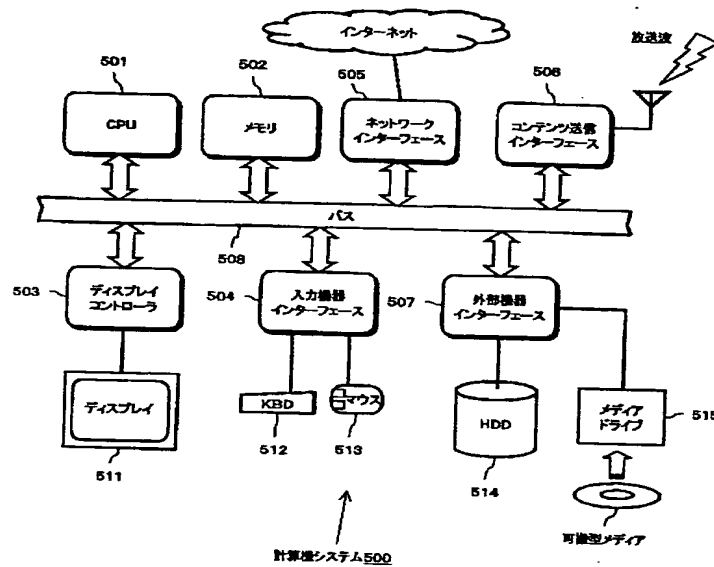 インターネット
放送波
501
502
505
506
CPU
メモリ
ネットワーク
インターフェース
コンテンツ送信
インターフェース
バス
508
503
ディスプレイ
コントローラ
504
入力機器
インターフェース
507
外部機器
インターフェース
ディスプレイ
KBD
マウス
HDD
メディア
ドライブ
515
511
512
513
514
可搬型メディア
計算機システム500